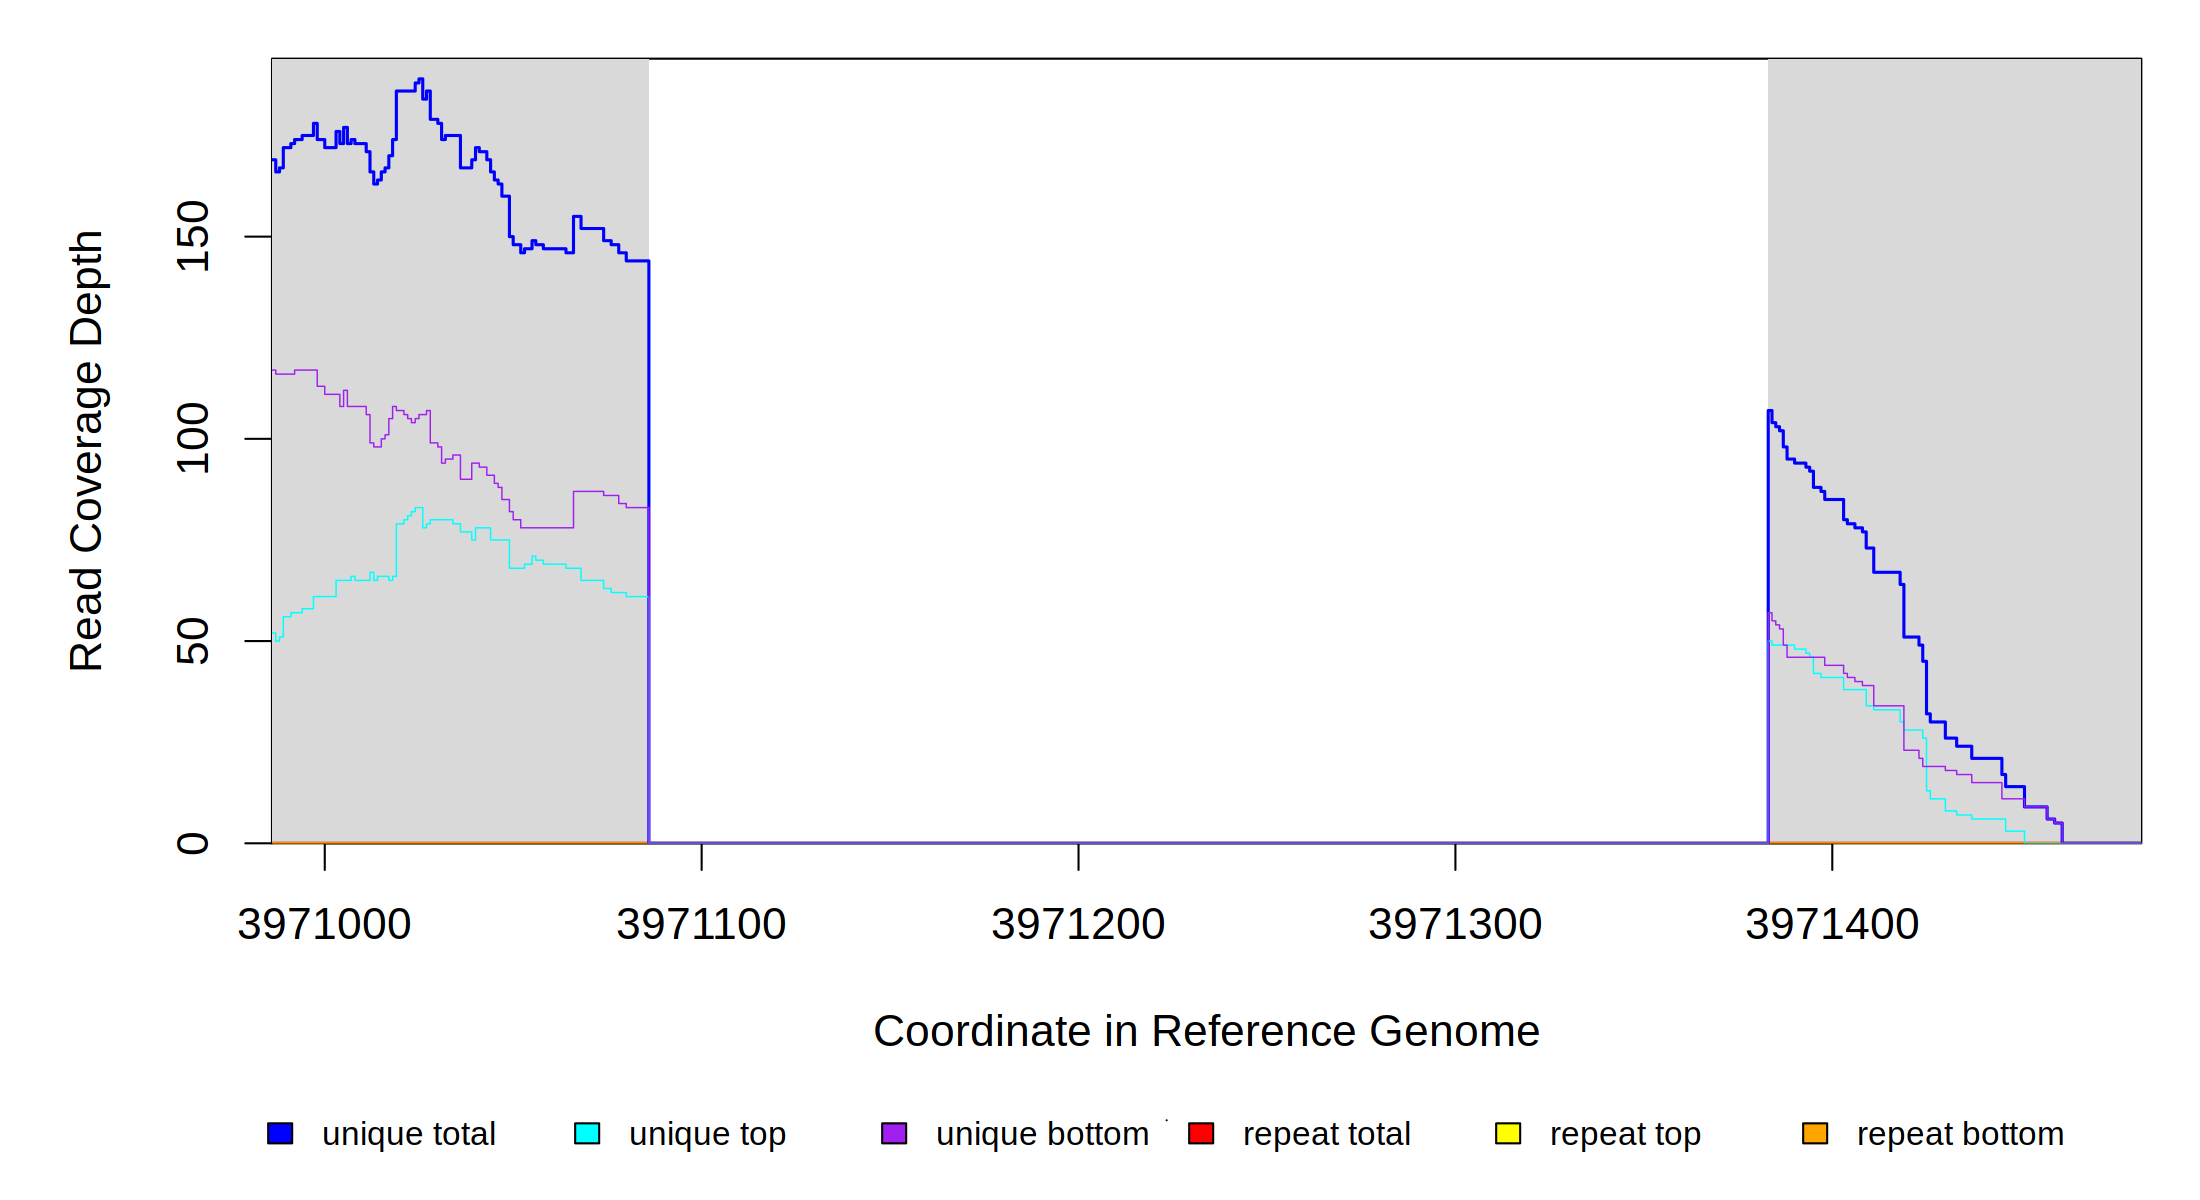 Read Coverage Depth
150
100
50
0
3971000 3971100 3971200 3971300 3971400
Coordinate in Reference Genome
unique total unique top unique bottom repeat total repeat top repeat bottom